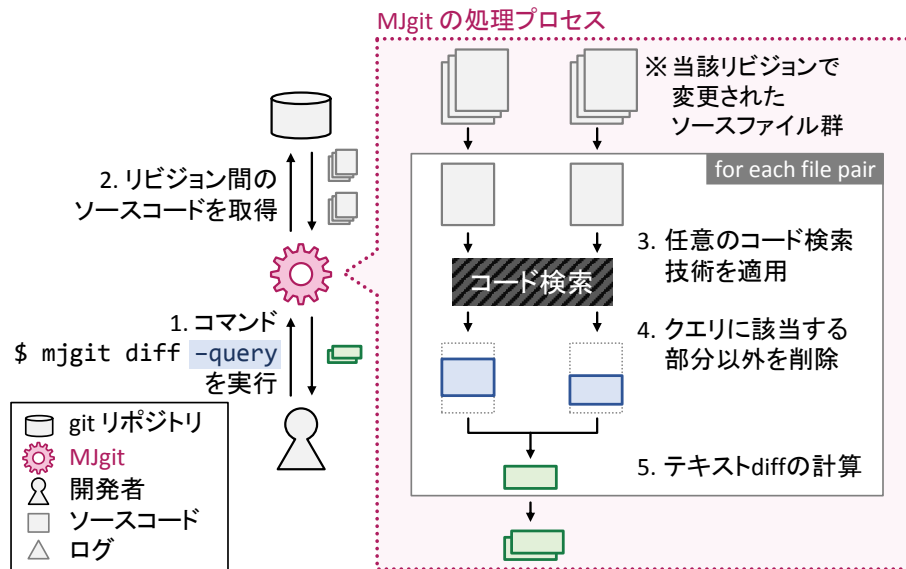 MJgit の処理プロセス
※ 当該リビジョンで
変更された
ソースファイル群
for each file pair
2. リビジョン間の
ソースコードを取得
3. 任意のコード検索
技術を適用
コード検索
1. コマンド
$ mjgit diff –query
を実行
4. クエリに該当する
部分以外を削除
5. テキストdiffの計算
git リポジトリ
MJgit
開発者
ソースコード
ログ